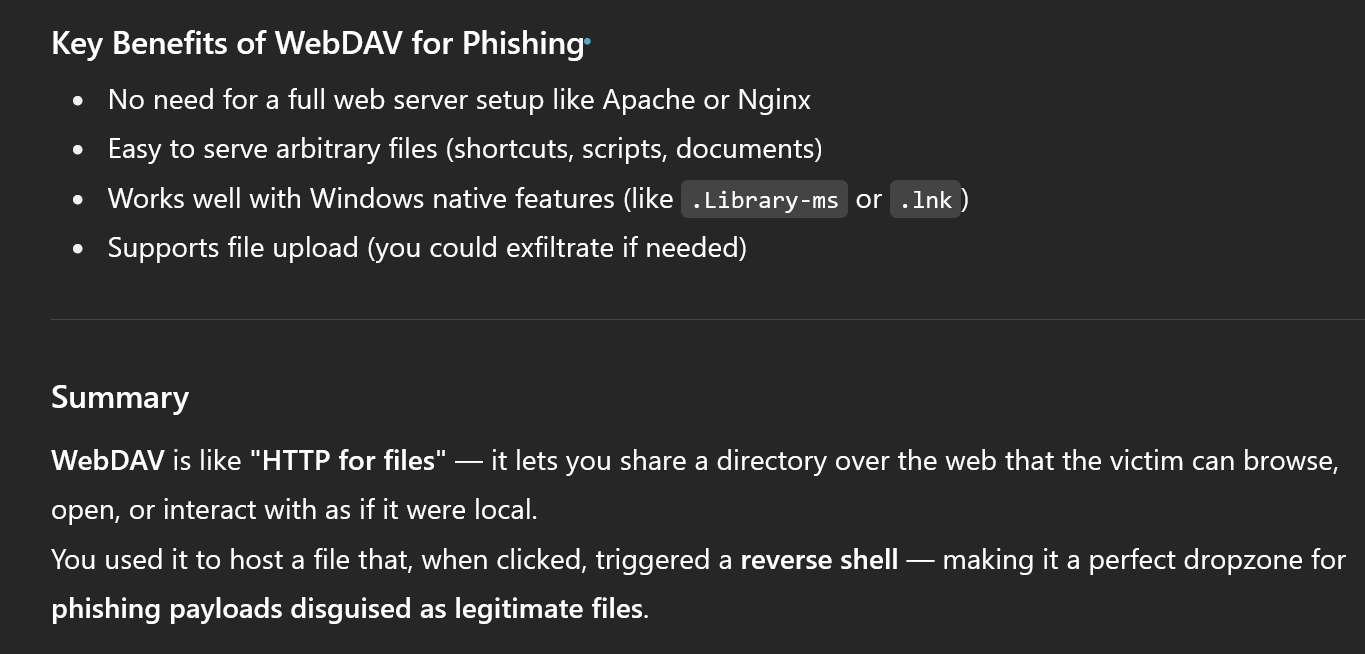 Key Benefits of WebDAV for Phishing
• No need for a full web server setup like Apache or Nginx
• Easy to serve arbitrary files (shortcuts, scripts, documents)
• Works well with Windows native features (like .Library-ms or .lnk)
• Supports file upload (you could exfiltrate if needed)
Summary
WebDAV is like "HTTP for files" — it lets you share a directory over the web that the victim can browse,
open, or interact with as if it were local.
You used it to host a file that, when clicked, triggered a reverse shell — making it a perfect dropzone for
phishing payloads disguised as legitimate files.